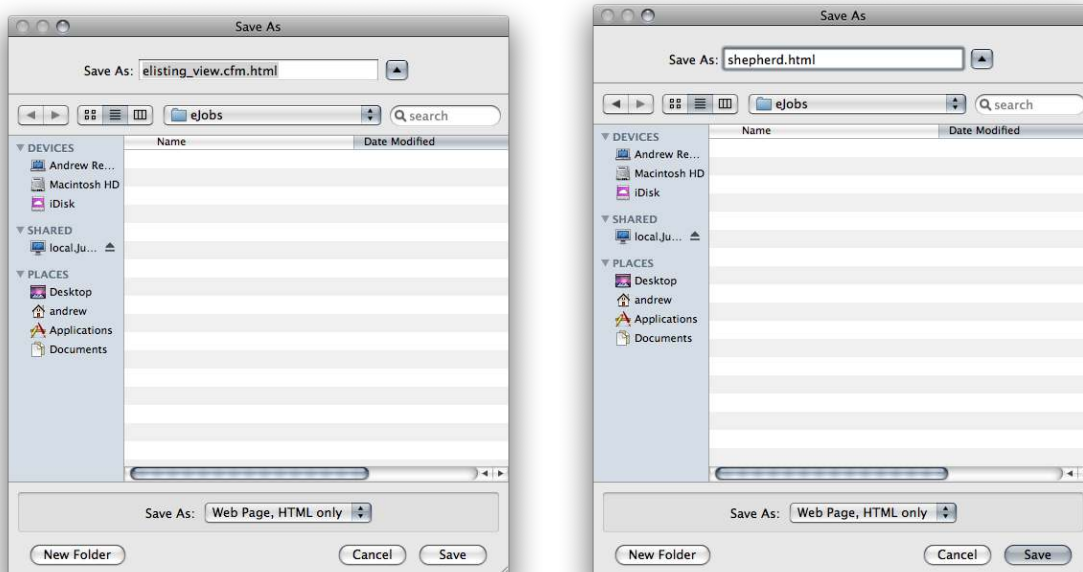 Save As
Save As: elisting_view.cfm.html
eJobs
search
Name Date Modified
DEVICES
Andrew Re...
Macintosh HD
iDisk
SHARED
local.Ju...
PLACES
Desktop
andrew
Applications
Documents
Save As: Web Page, HTML only
New Folder Cancel Save
Save As
Save As: shepherd.html
eJobs
search
Name Date Modified
DEVICES
Andrew Re...
Macintosh HD
iDisk
SHARED
local.Ju...
PLACES
Desktop
andrew
Applications
Documents
Save As: Web Page, HTML only
New Folder Cancel Save